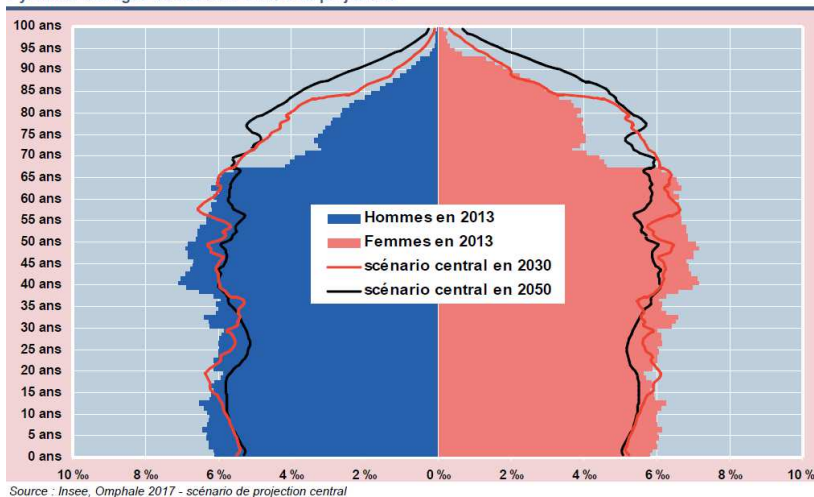 100 ans
95 ans
90 ans
85 ans
80 ans
75 ans
70 ans
65 ans
60 ans
55 ans
50 ans
45 ans
40 ans
35 ans
30 ans
25 ans
20 ans
15 ans
10 ans
5 ans
0 ans
Hommes en 2013
Femmes en 2013
scénario central en 2030
scénario central en 2050
10 ‰ 8 ‰ 6 ‰ 4 ‰ 2 ‰ 0 ‰ 2 ‰ 4 ‰ 6 ‰ 8 ‰ 10 %
Source : Insee, Omphale 2017 - scénario de projection central